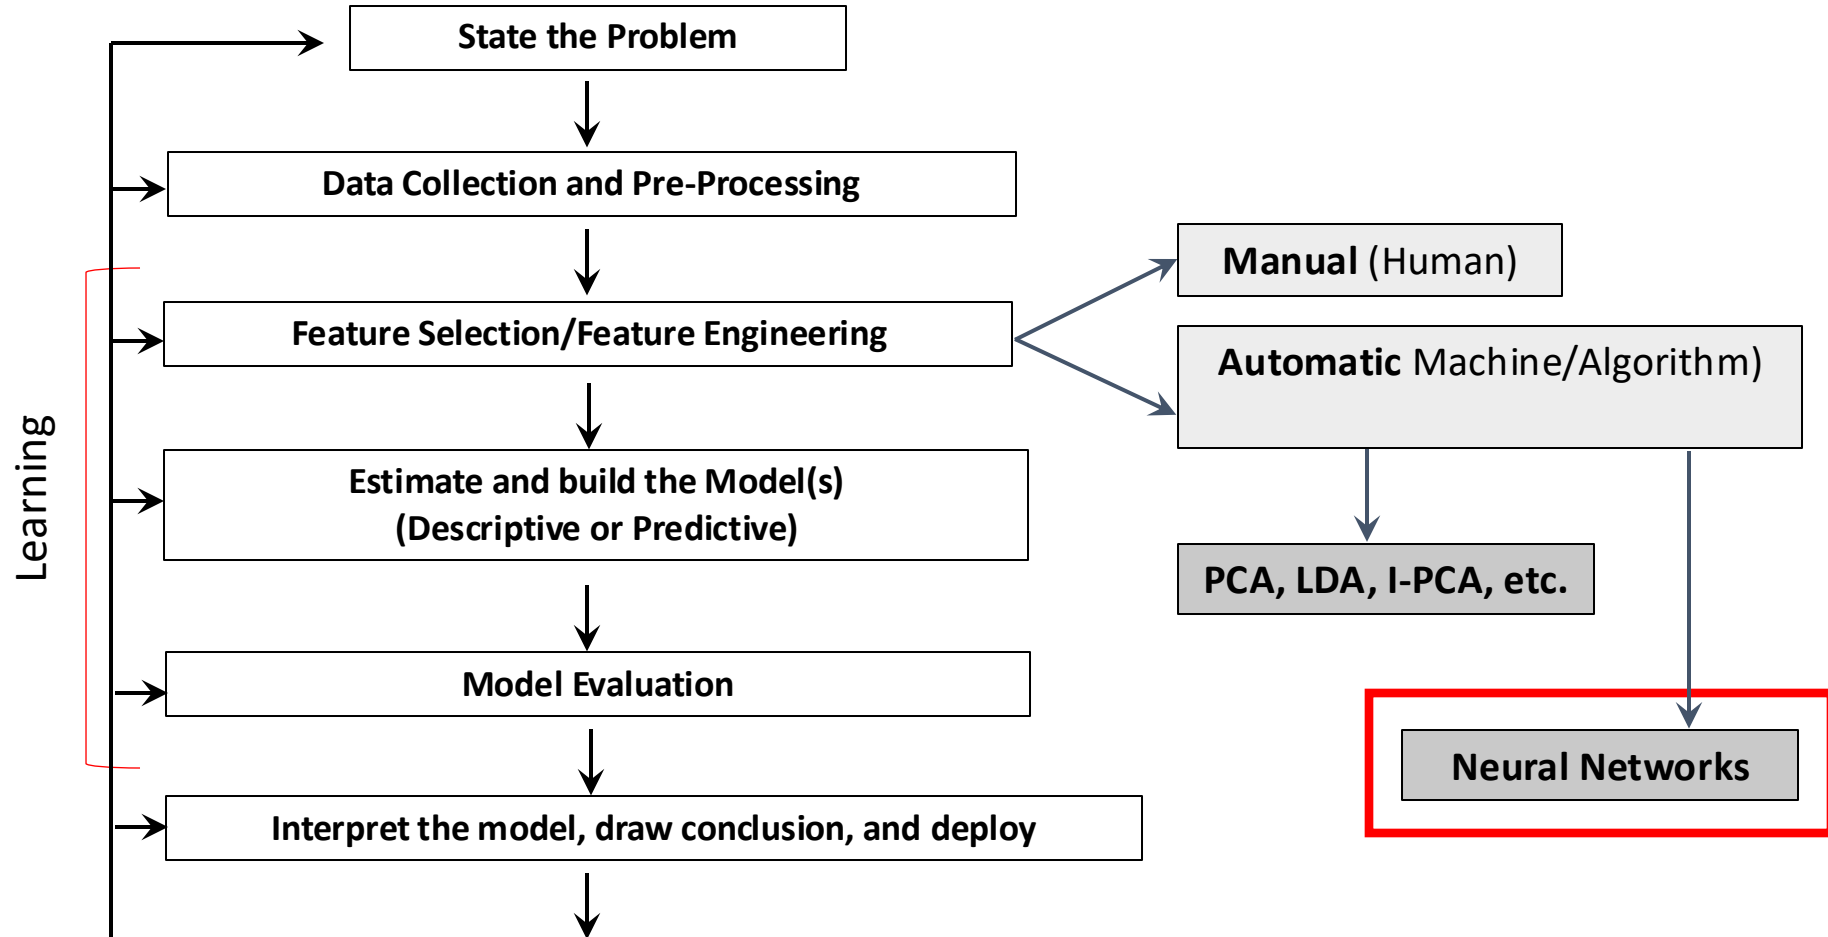 State the Problem
Data Collection and Pre-Processing
Manual (Human)
Feature Selection/Feature Engineering
Automatic Machine/Algorithm)
Learning
Estimate and build the Model(s)
(Descriptive or Predictive)
PCA, LDA, I-PCA, etc.
Model Evaluation
Neural Networks
Interpret the model, draw conclusion, and deploy